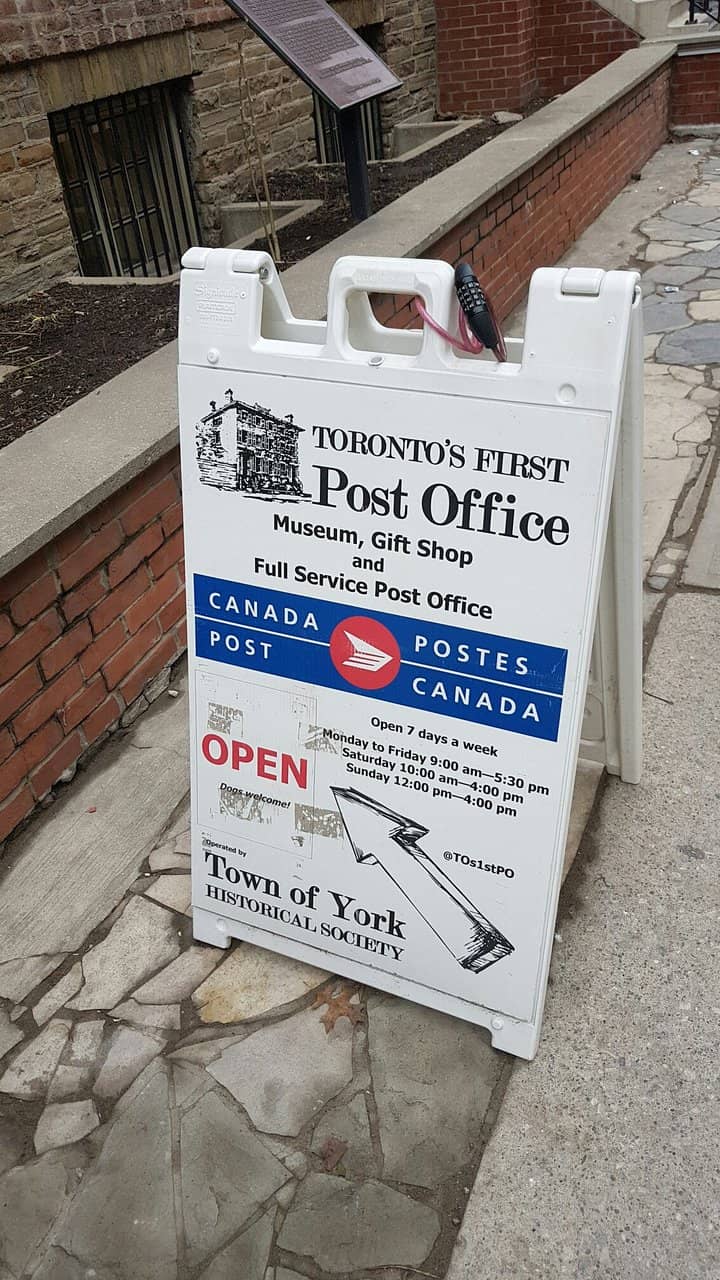 TORONTO'S FIRST
Post Office
Museum, Gift Shop
and
Full Service Post Office
CANADA
POST
POSTES
CANADA
Open 7 days a week
Monday to Friday 9:00 am—5:30 pm
Saturday 10:00 am—4:00 pm
Sunday 12:00 pm—4:00 pm
OPEN
Dogs welcome!
@TOs1stPO
Operated by
Town of York
HISTORICAL SOCIETY